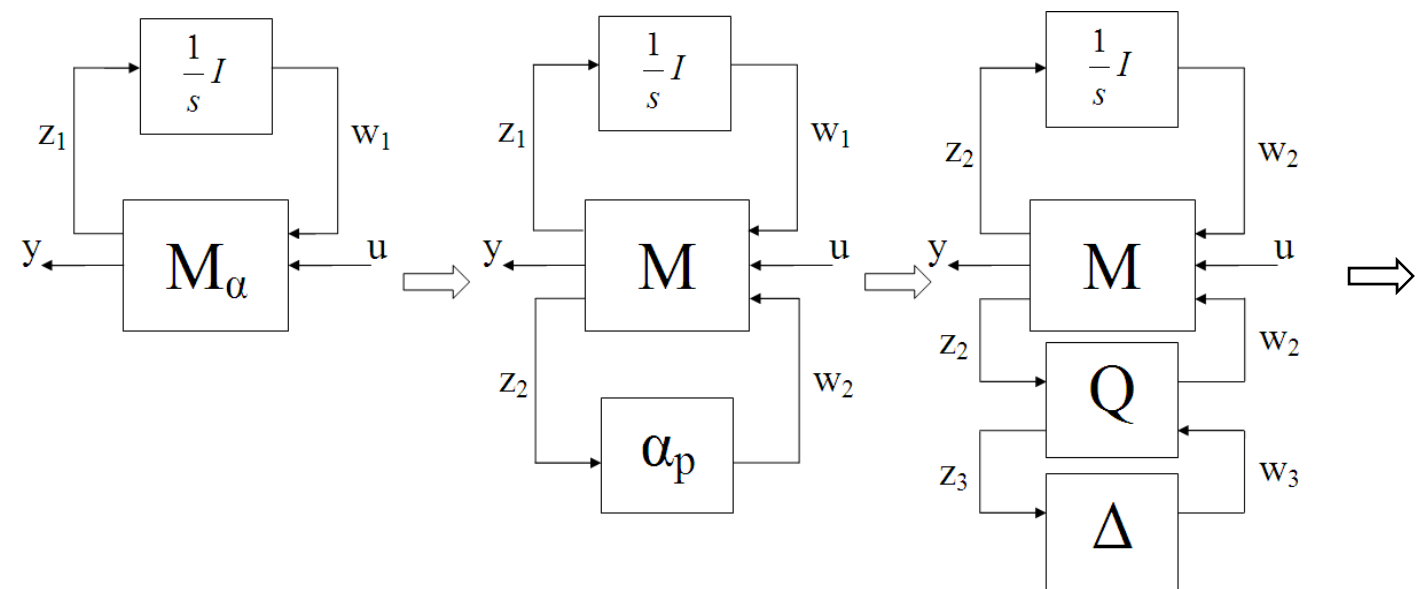 1/s I
z₁
w₁
y
u
Mα
1/s I
z₁
w₁
y
u
M
z₂
w₂
αp
1/s I
z₂
w₂
y
u
M
z₂
w₂
Q
z₃
w₃
Δ